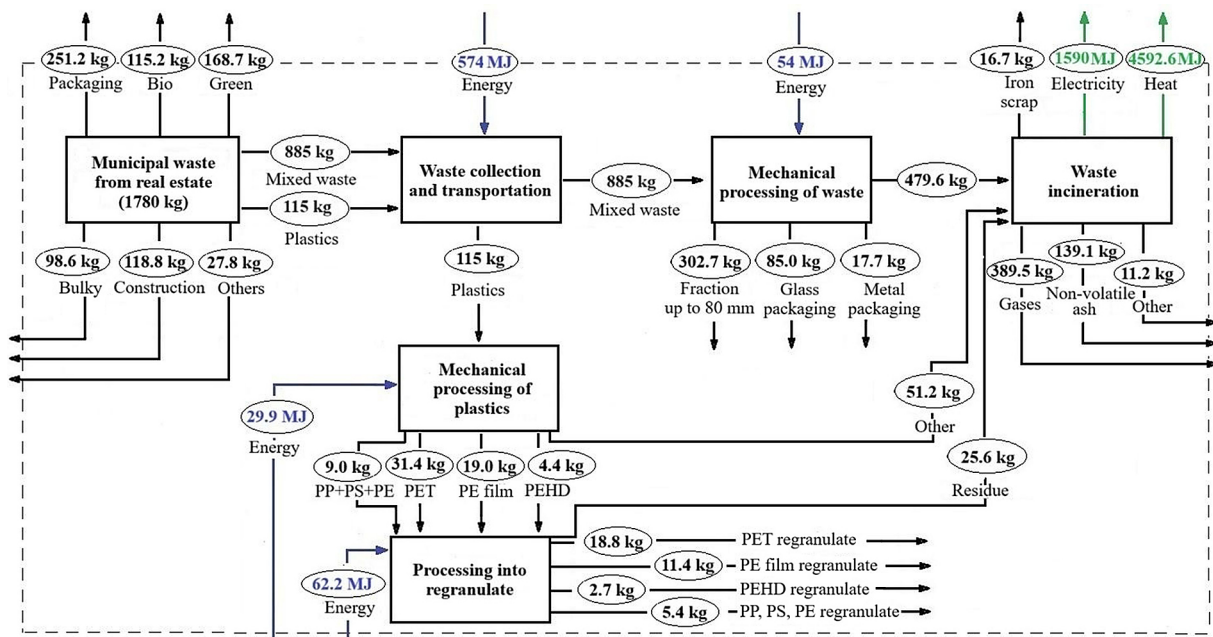 251.2 kg
Packaging
115.2 kg
Bio
168.7 kg
Green
574 MJ
Energy
54 MJ
Energy
16.7 kg
Iron
scrap
1590MJ
Electricity
4592.6MJ
Heat
Municipal waste
from real estate
(1780 kg)
885 kg
Mixed waste
115 kg
Plastics
Waste collection
and transportation
885 kg
Mixed waste
Mechanical
processing of waste
479.6 kg
Waste
incineration
98.6 kg
Bulky
118.8 kg
Construction
27.8 kg
Others
115 kg
Plastics
302.7 kg
Fraction
up to 80 mm
85.0 kg
Glass
packaging
17.7 kg
Metal
packaging
389.5 kg
Gases
139.1 kg
Non-volatile
ash
11.2 kg
Other
Mechanical
processing of
plastics
29.9 MJ
Energy
51.2 kg
Other
9.0 kg
PP+PS+PE
31.4 kg
PET
19.0 kg
PE film
4.4 kg
PEHD
25.6 kg
Residue
Processing into
regranulate
62.2 MJ
Energy
18.8 kg
PET regranulate
11.4 kg
PE film regranulate
2.7 kg
PEHD regranulate
5.4 kg
PP, PS, PE regranulate